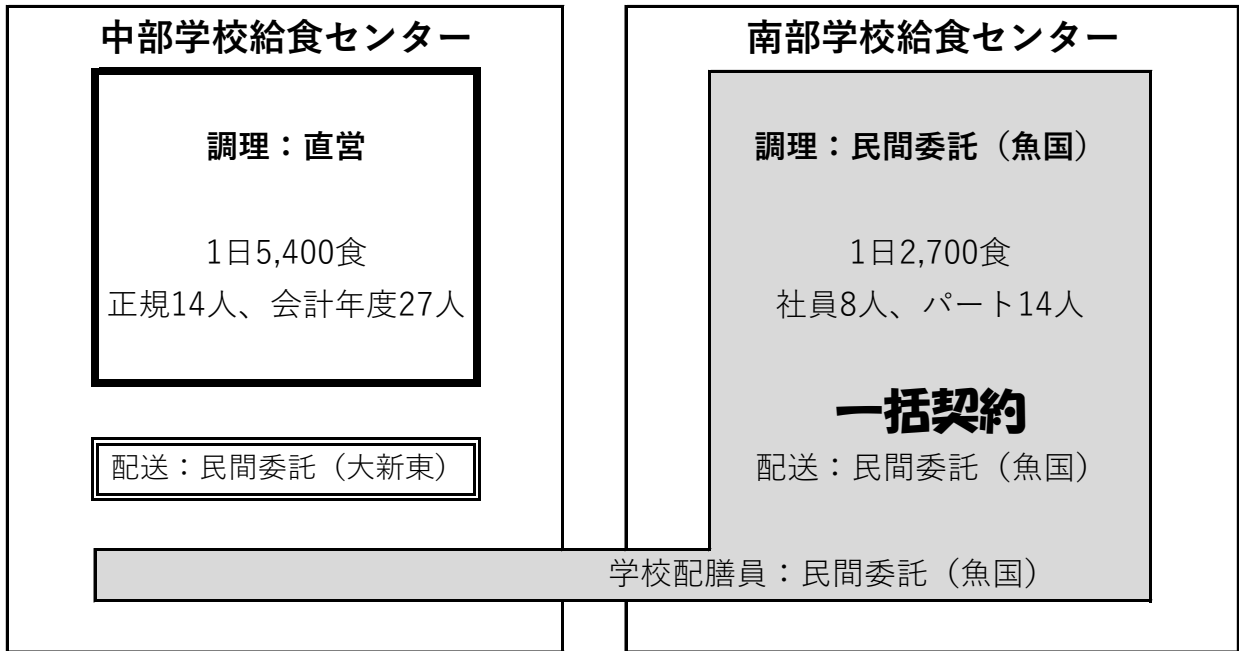 中部学校給食センター
調理：直営
1日5,400食
正規14人、会計年度27人
配送：民間委託（大新東）
南部学校給食センター
調理：民間委託（魚国）
1日2,700食
社員8人、パート14人
一括契約
配送：民間委託（魚国）
学校配膳員：民間委託（魚国）